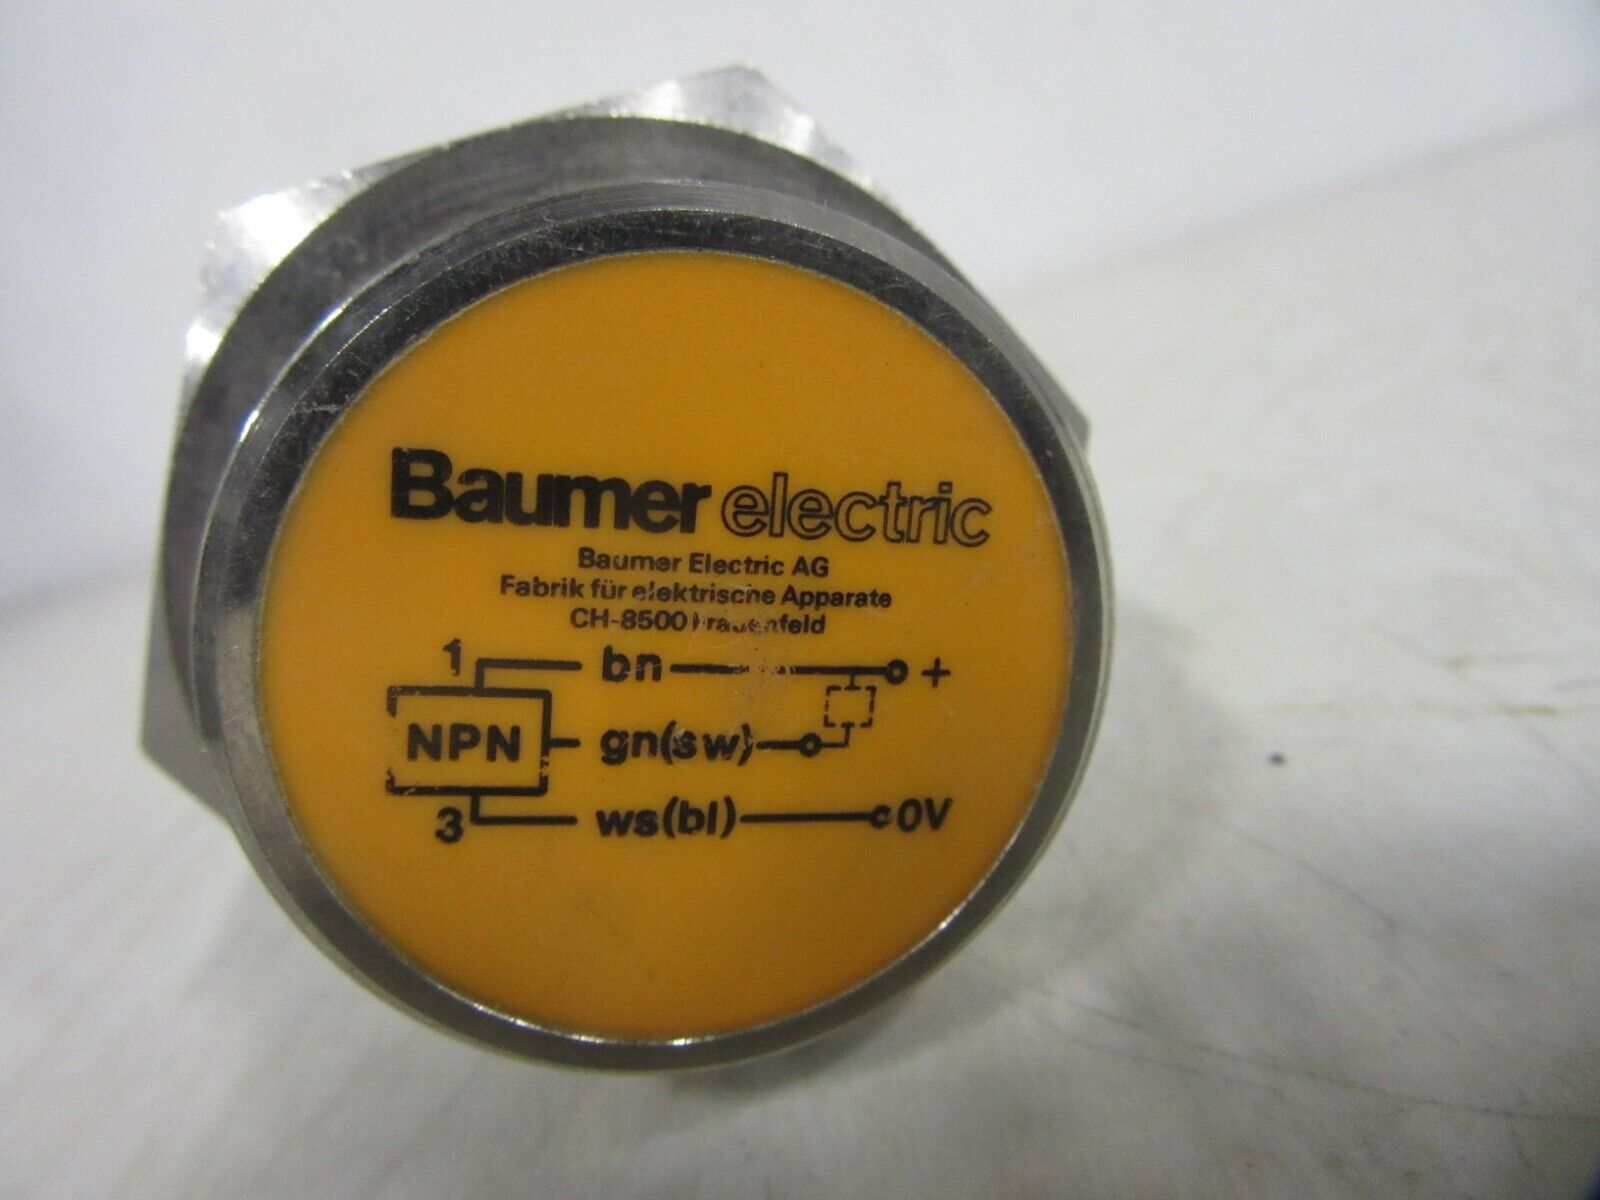 Baumer electric
Baumer Electric AG
Fabrik für elektrische Apparate
CH-8500 Frauenfeld
1 bn +
NPN gn(sw)
3 ws(bl) 0V